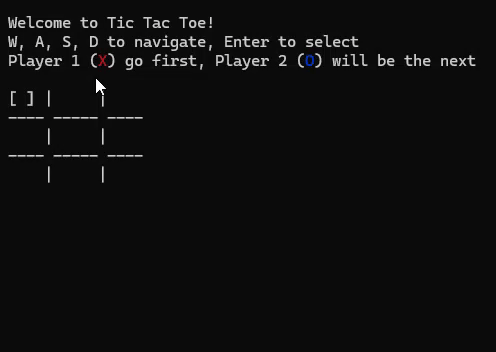 Welcome to Tic Tac Toe!
W, A, S, D to navigate, Enter to select
Player 1 (X) go first, Player 2 (O) will be the next
[ ] |     |
---- ----- ----
    |     |
---- ----- ----
    |     |